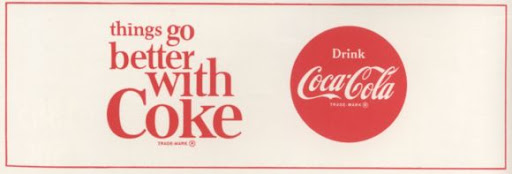 things go
better
with
Coke
TRADE-MARK ®
Drink
Coca-Cola
TRADE-MARK ®